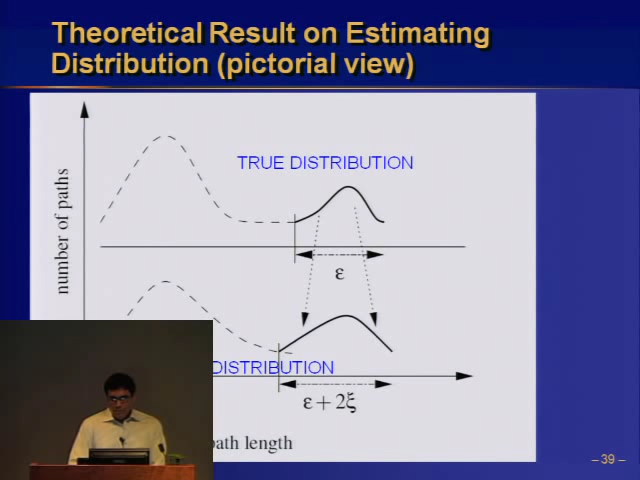 Theoretical Result on Estimating
Distribution (pictorial view)
TRUE DISTRIBUTION
number of paths
ε
DISTRIBUTION
ε + 2ξ
path length
– 39 –